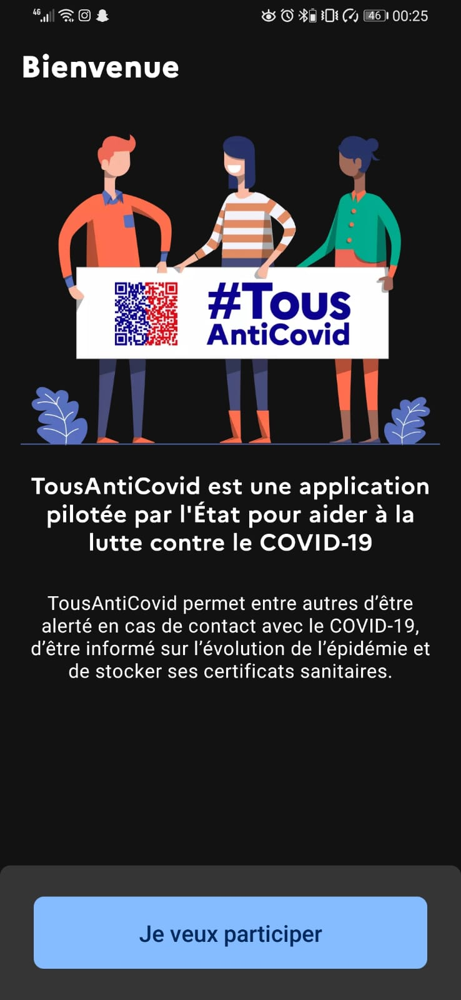 4G 46 00:25
Bienvenue
#Tous
AntiCovid
TousAntiCovid est une application
pilotée par l'État pour aider à la
lutte contre le COVID-19
TousAntiCovid permet entre autres d’être
alerté en cas de contact avec le COVID-19,
d’être informé sur l’évolution de l’épidémie et
de stocker ses certificats sanitaires.
Je veux participer